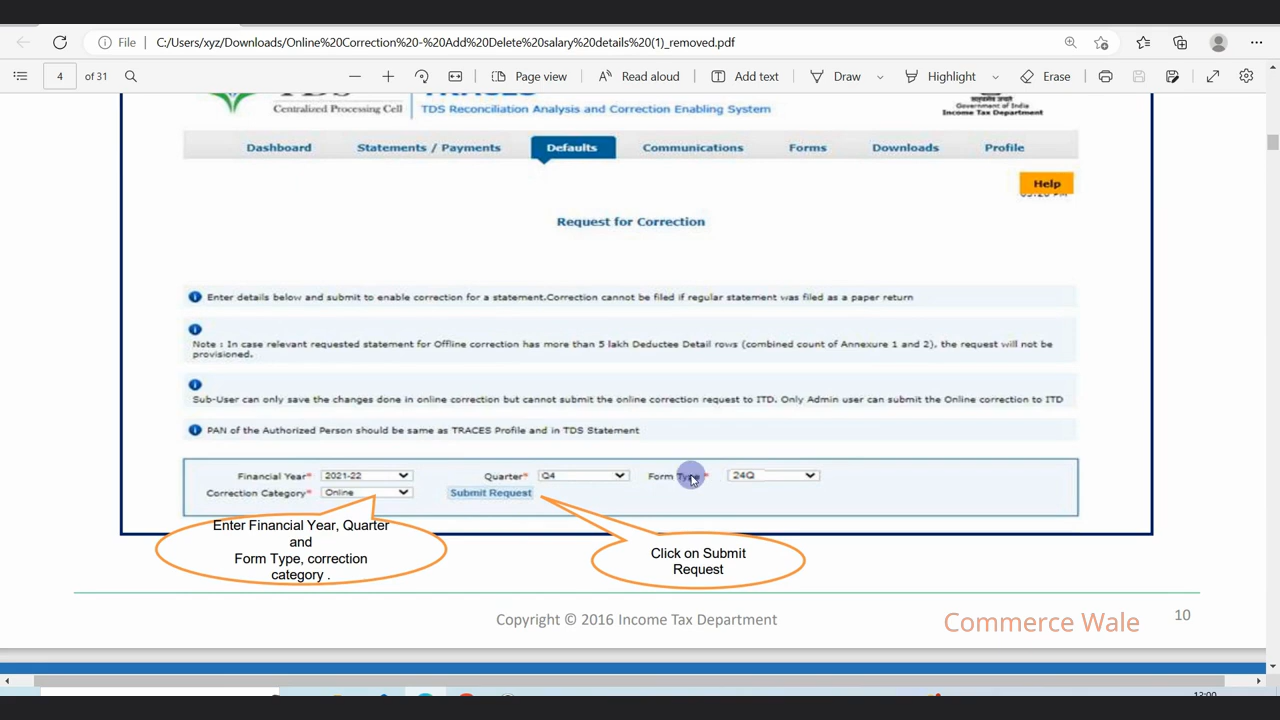 File
C:/Users/xyz/Downloads/Online%20Correction%20-%20Add%20Delete%20salary%20details%20(1)_removed.pdf
4 of 31
Page view
Read aloud
Add text
Draw
Highlight
Erase
Centralized Processing Cell
TDS Reconciliation Analysis and Correction Enabling System
Government of India
Income Tax Department
Dashboard Statements / Payments Defaults Communications Forms Downloads Profile
Help
Request for Correction
Enter details below and submit to enable correction for a statement.Correction cannot be filed if regular statement was filed as a paper return
Note : In case relevant requested statement for Offline correction has more than 5 lakh Deductee Detail rows (combined count of Annexure 1 and 2), the request will not be
provisioned.
Sub-User can only save the changes done in online correction but cannot submit the online correction request to ITD. Only Admin user can submit the Online correction to ITD
PAN of the Authorized Person should be same as TRACES Profile and in TDS Statement
Financial Year* 2021-22 Quarter* Q4 Form Type* 24Q
Correction Category* Online Submit Request
Enter Financial Year, Quarter
and
Form Type, correction
category .
Click on Submit
Request
Copyright © 2016 Income Tax Department
Commerce Wale
10